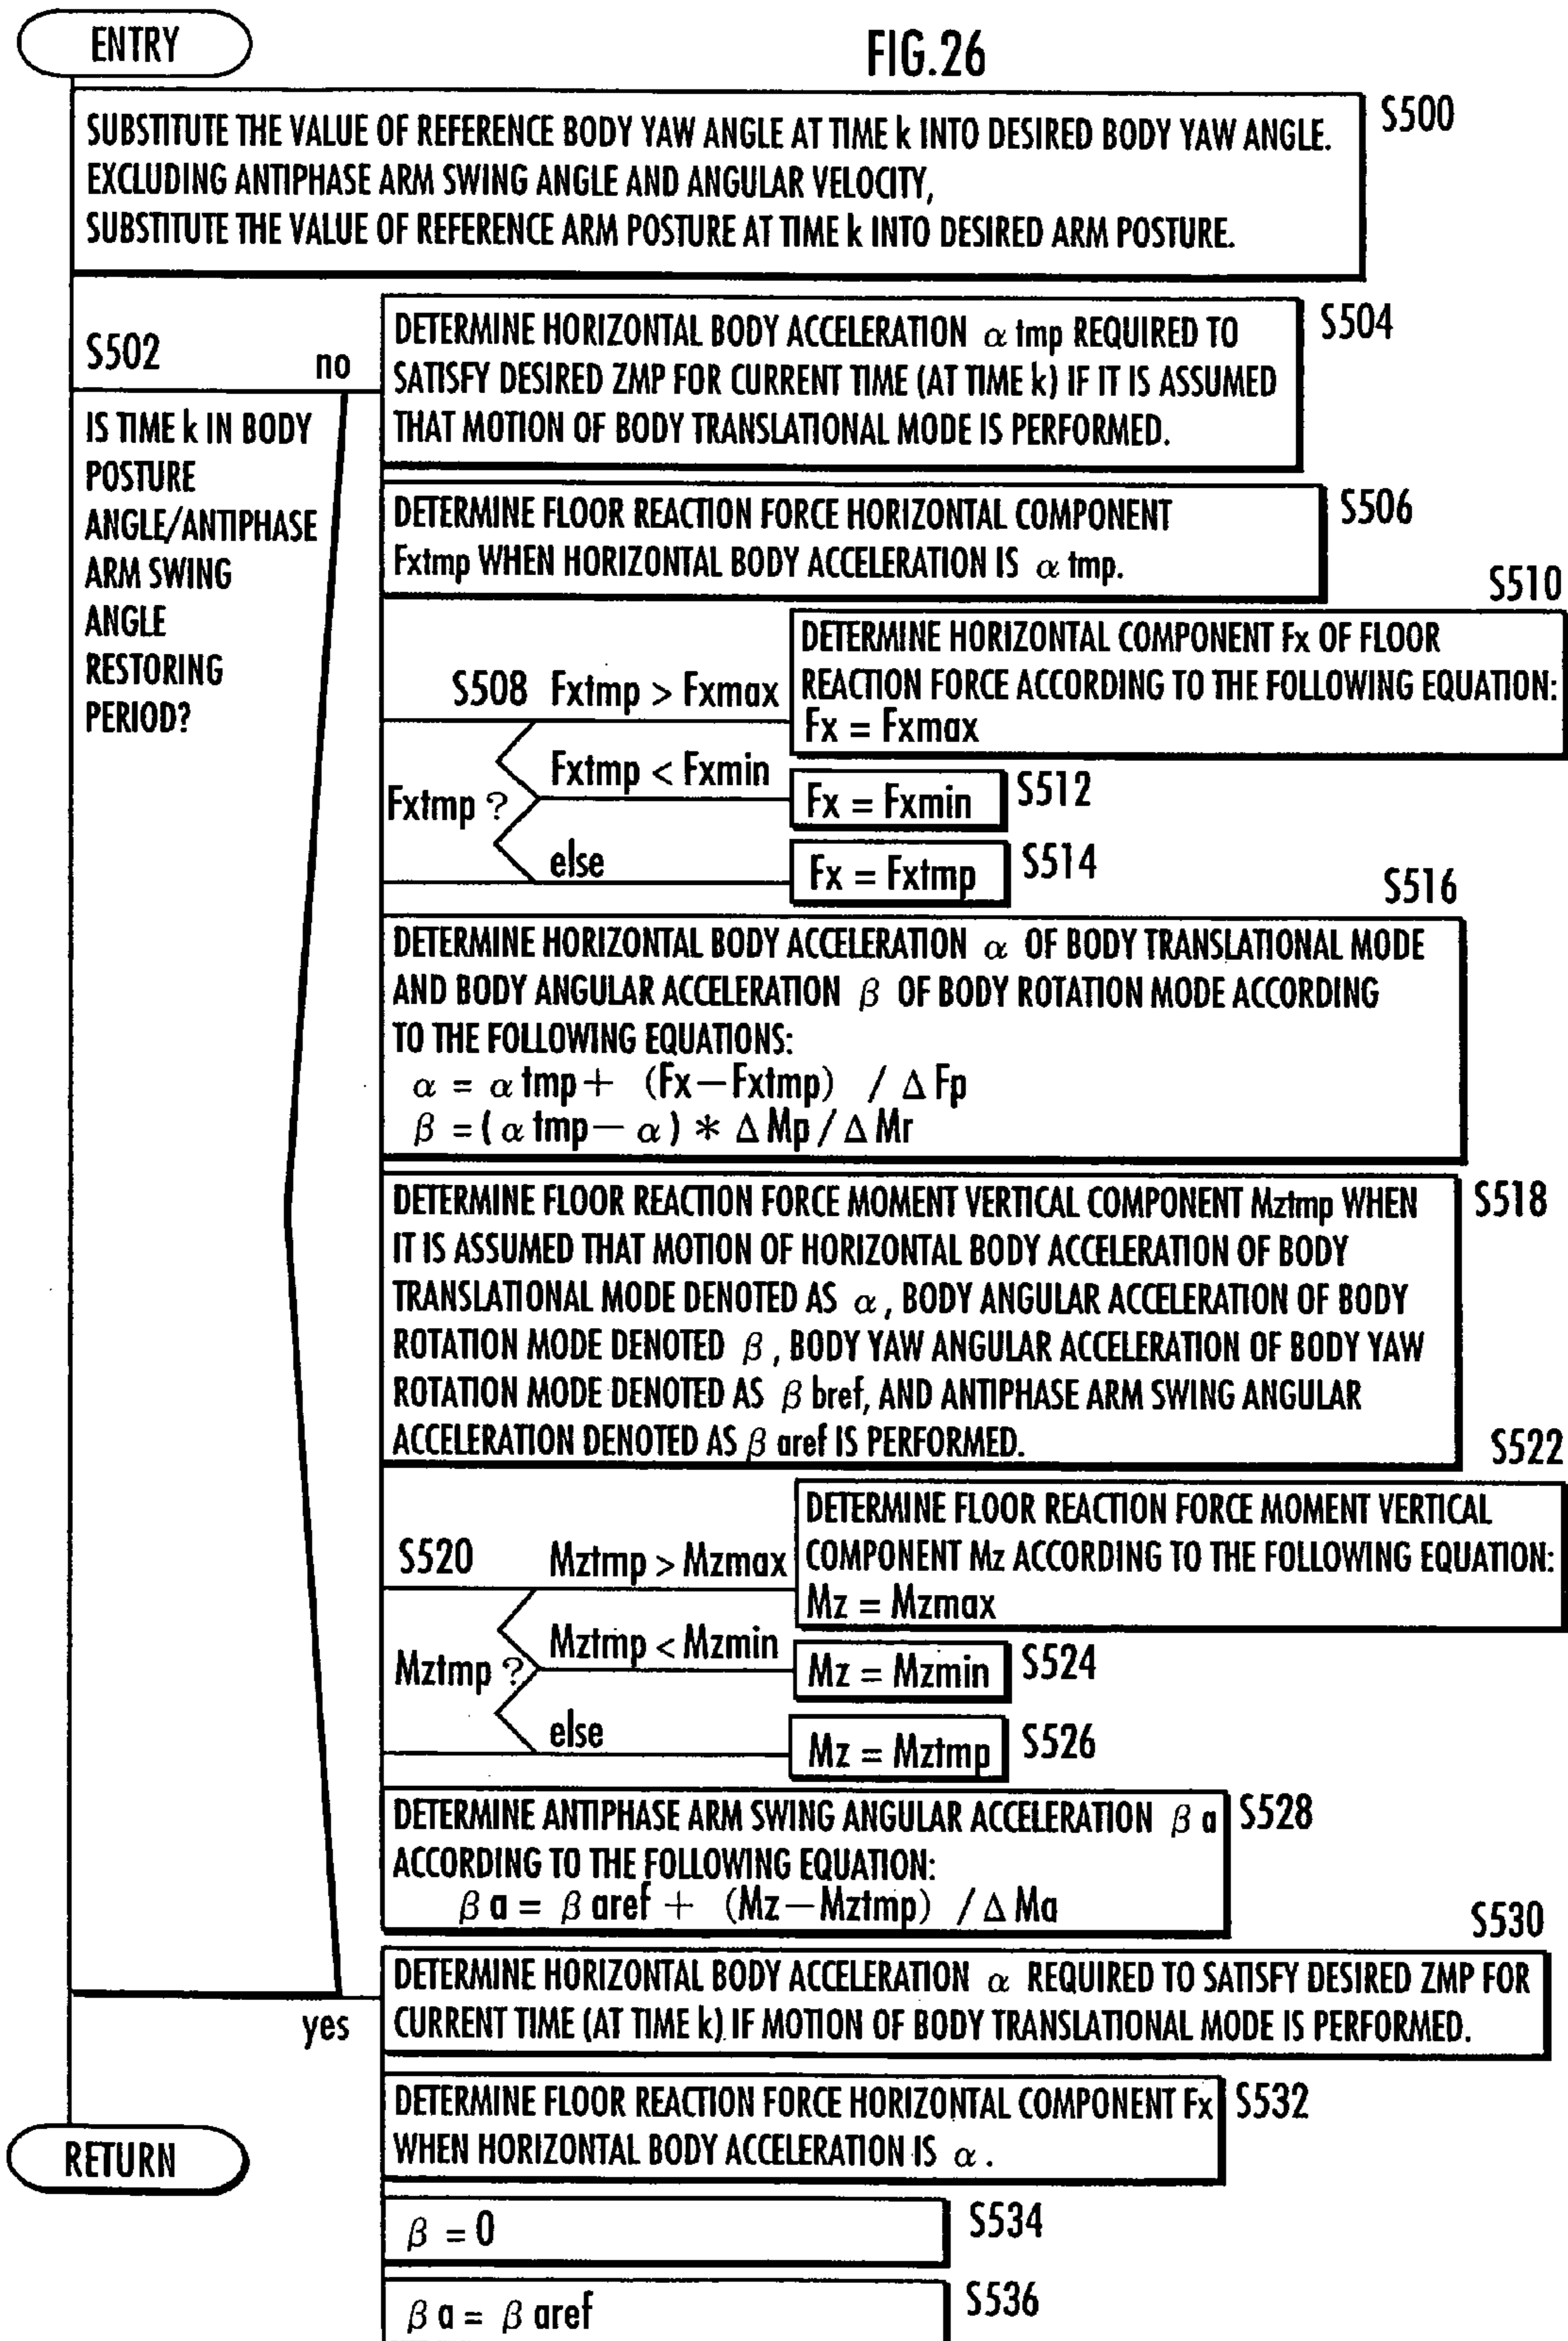 ENTRY
FIG.26
S500
SUBSTITUTE THE VALUE OF REFERENCE BODY YAW ANGLE AT TIME k INTO DESIRED BODY YAW ANGLE.
EXCLUDING ANTIPHASE ARM SWING ANGLE AND ANGULAR VELOCITY,
SUBSTITUTE THE VALUE OF REFERENCE ARM POSTURE AT TIME k INTO DESIRED ARM POSTURE.
S502
no
IS TIME k IN BODY
POSTURE
ANGLE/ANTIPHASE
ARM SWING
ANGLE
RESTORING
PERIOD?
S504
DETERMINE HORIZONTAL BODY ACCELERATION α tmp REQUIRED TO
SATISFY DESIRED ZMP FOR CURRENT TIME (AT TIME k) IF IT IS ASSUMED
THAT MOTION OF BODY TRANSLATIONAL MODE IS PERFORMED.
S506
DETERMINE FLOOR REACTION FORCE HORIZONTAL COMPONENT
Fxtmp WHEN HORIZONTAL BODY ACCELERATION IS α tmp.
S508 Fxtmp > Fxmax
S510
DETERMINE HORIZONTAL COMPONENT Fx OF FLOOR
REACTION FORCE ACCORDING TO THE FOLLOWING EQUATION:
Fx = Fxmax
Fxtmp ?
Fxtmp < Fxmin
Fx = Fxmin
S512
else
Fx = Fxtmp
S514
S516
DETERMINE HORIZONTAL BODY ACCELERATION α OF BODY TRANSLATIONAL MODE
AND BODY ANGULAR ACCELERATION β OF BODY ROTATION MODE ACCORDING
TO THE FOLLOWING EQUATIONS:
α = α tmp+ (Fx−Fxtmp) / Δ Fp
β =( α tmp− α ) * Δ Mp / Δ Mr
S518
DETERMINE FLOOR REACTION FORCE MOMENT VERTICAL COMPONENT Mztmp WHEN
IT IS ASSUMED THAT MOTION OF HORIZONTAL BODY ACCELERATION OF BODY
TRANSLATIONAL MODE DENOTED AS α , BODY ANGULAR ACCELERATION OF BODY
ROTATION MODE DENOTED β , BODY YAW ANGULAR ACCELERATION OF BODY YAW
ROTATION MODE DENOTED AS β bref, AND ANTIPHASE ARM SWING ANGULAR
ACCELERATION DENOTED AS β aref IS PERFORMED.
S520
Mztmp > Mzmax
S522
DETERMINE FLOOR REACTION FORCE MOMENT VERTICAL
COMPONENT Mz ACCORDING TO THE FOLLOWING EQUATION:
Mz = Mzmax
Mztmp ?
Mztmp < Mzmin
Mz = Mzmin
S524
else
Mz = Mztmp
S526
S528
DETERMINE ANTIPHASE ARM SWING ANGULAR ACCELERATION β a
ACCORDING TO THE FOLLOWING EQUATION:
β a = β aref + (Mz−Mztmp) / Δ Ma
yes
S530
DETERMINE HORIZONTAL BODY ACCELERATION α REQUIRED TO SATISFY DESIRED ZMP FOR
CURRENT TIME (AT TIME k) IF MOTION OF BODY TRANSLATIONAL MODE IS PERFORMED.
S532
DETERMINE FLOOR REACTION FORCE HORIZONTAL COMPONENT Fx
WHEN HORIZONTAL BODY ACCELERATION IS α .
RETURN
β = 0
S534
β a = β aref
S536